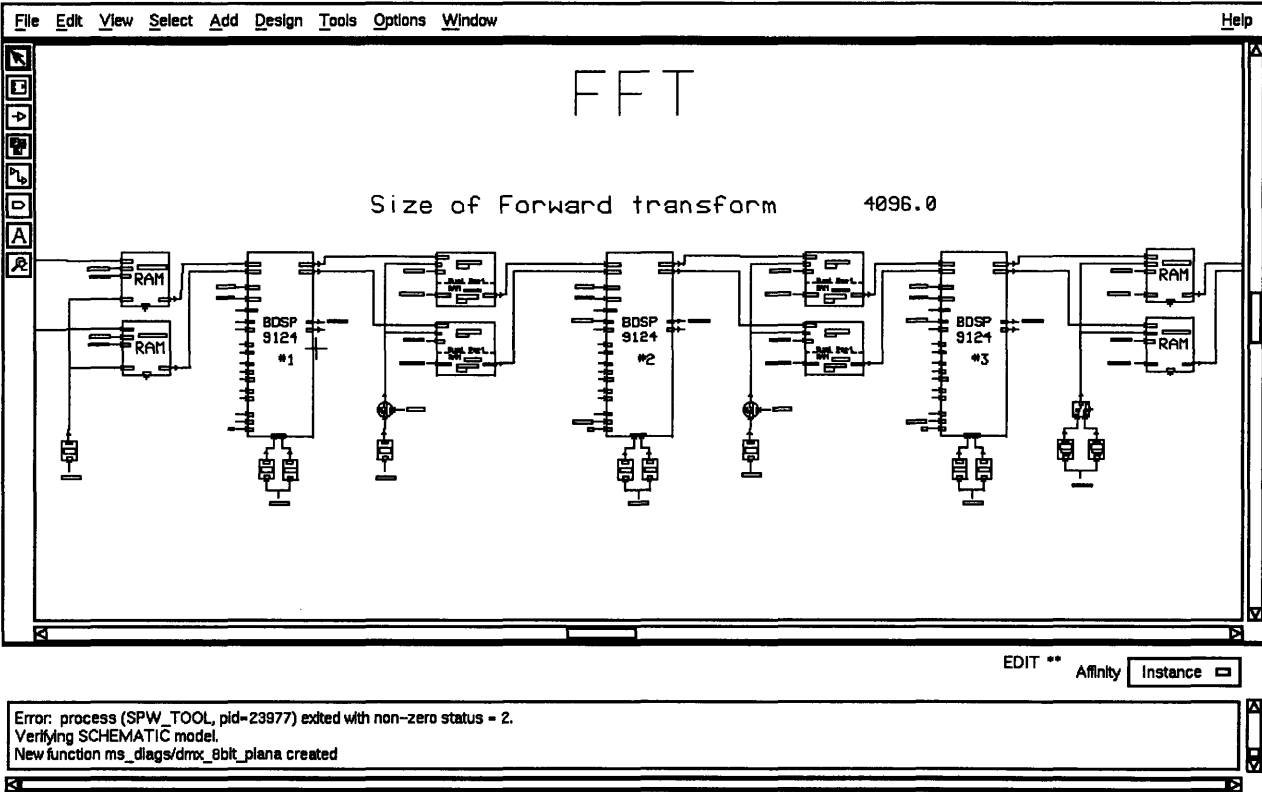 File Edit View Select Add Design Tools Options Window Help
FFT
Size of Forward transform 4096.0
A
RAM
RAM
BDSP
9124
#1
BDSP
9124
#2
BDSP
9124
#3
RAM
RAM
EDIT **
Affinity Instance
Error: process (SPW_TOOL, pid=23977) exited with non-zero status = 2.
Verifying SCHEMATIC model.
New function ms_diags/dmx_8bit_plana created